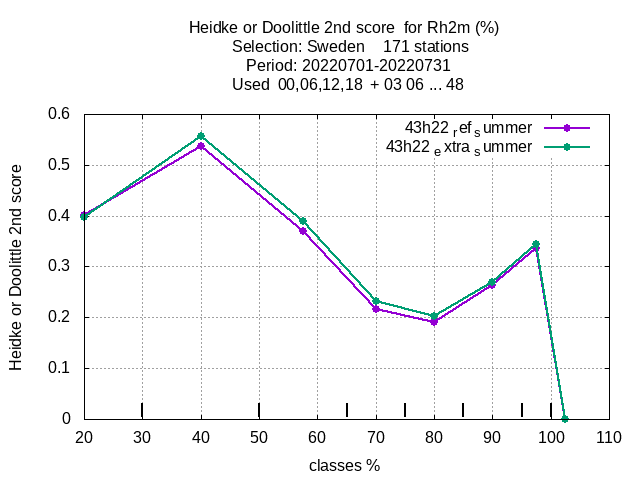 Heidke or Doolittle 2nd score  for Rh2m (%)
Selection: Sweden    171 stations
Period: 20220701-20220731
Used  00,06,12,18  + 03 06 ... 48
43h22 ref summer
43h22 extra summer
Heidke or Doolittle 2nd score
0.6
0.5
0.4
0.3
0.2
0.1
0
20 30 40 50 60 70 80 90 100 110
classes %